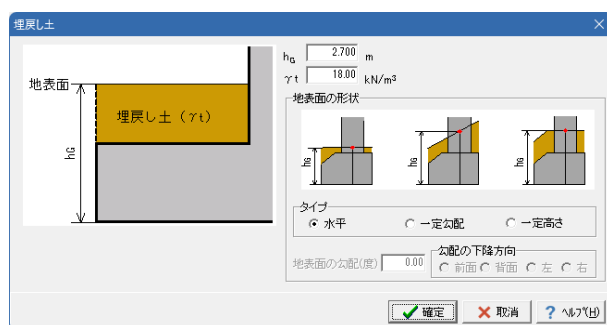 埋戻し土
地表面
埋戻し土（γt）
hG
hG 2.700 m
γt 18.00 kN/m³
地表面の形状
hG
hG
hG
タイプ
水平 一定勾配 一定高さ
地表面の勾配(度) 0.00
勾配の下降方向
前面 背面 左 右
確定 取消 ? ﾍﾙﾌﾟ(H)